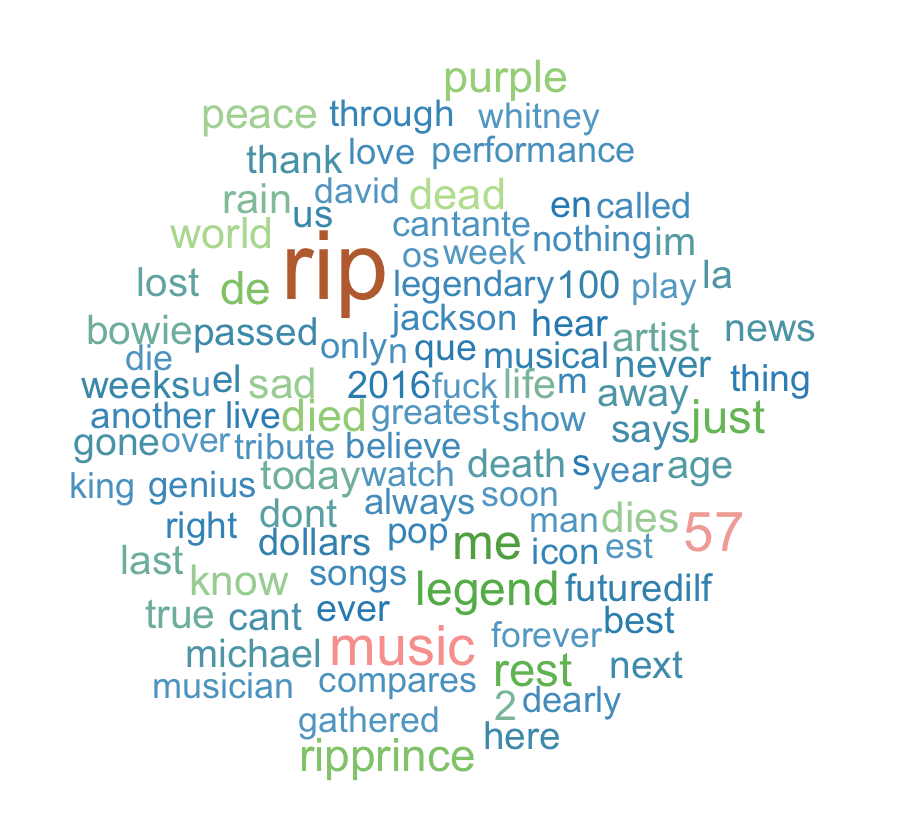 purple
peace through whitney
thank love performance
rain david dead en called
us cantante
world os week nothing im
lost de rip legendary 100 play la
bowie passed jackson hear artist news
die only n que musical never thing
weeks u el sad 2016 fuck life m away
another live died greatest show says just
gone over tribute believe death s year age
king genius today watch always soon
right dont pop man dies 57
last dollars me icon est
know songs legend futuredilf
true cant ever forever best
michael music rest next
musician compares 2 dearly
gathered here
ripprince